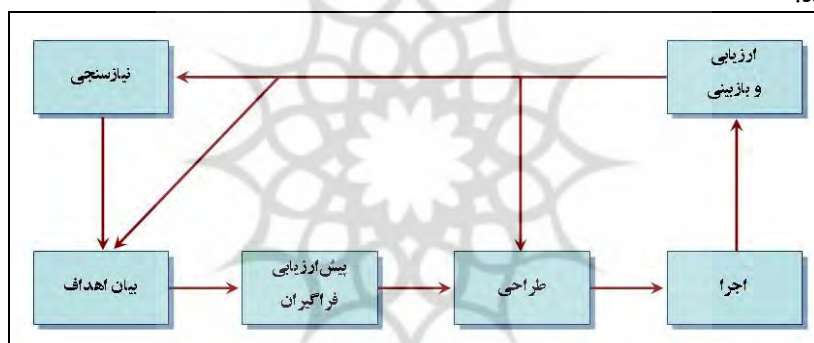 ارزیابی
و بازبینی
نیازسنجی
بیان اهداف
پیش‌ارزیابی
فراگیران
طراحی
اجرا